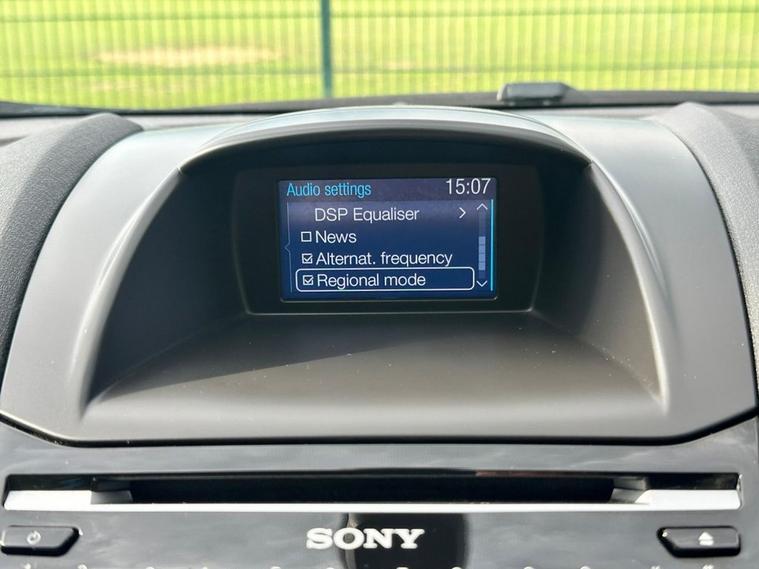 Audio settings 15:07
DSP Equaliser
News
Alternat. frequency
Regional mode
SONY